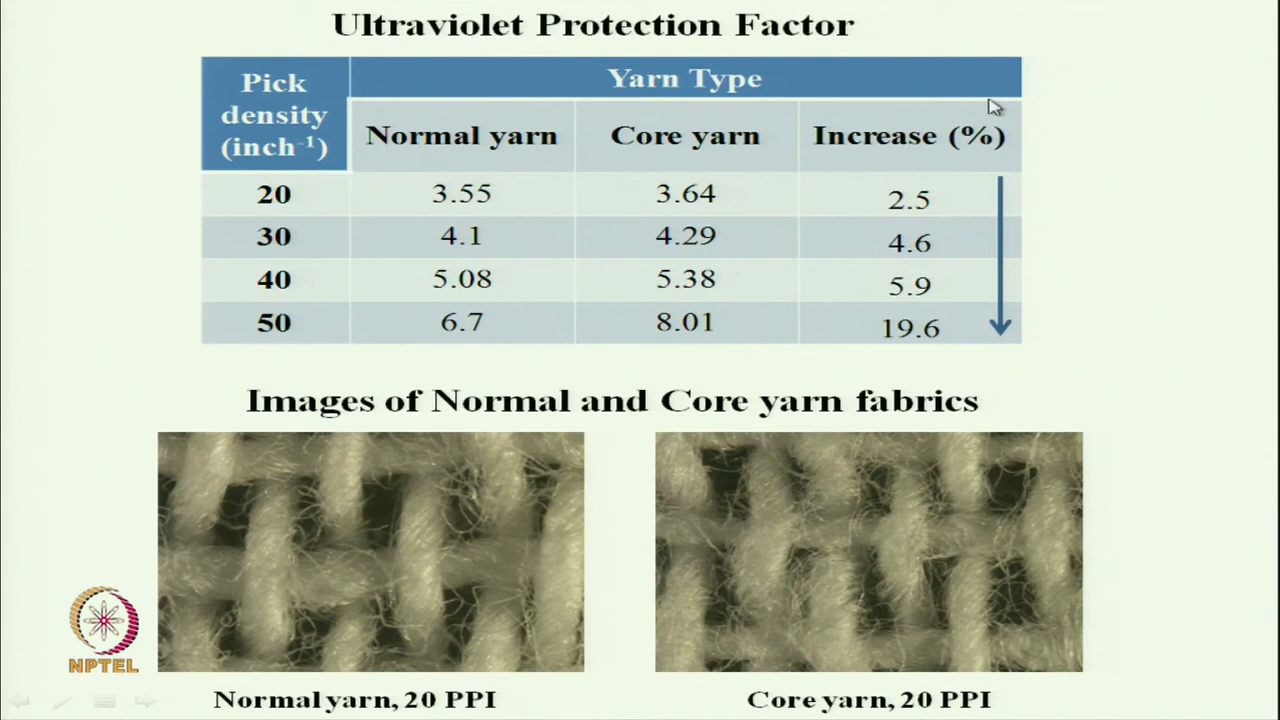 Ultraviolet Protection Factor
Pick density (inch-1) Yarn Type
Normal yarn Core yarn Increase (%)
20 3.55 3.64 2.5
30 4.1 4.29 4.6
40 5.08 5.38 5.9
50 6.7 8.01 19.6
Images of Normal and Core yarn fabrics
NPTEL
Normal yarn, 20 PPI Core yarn, 20 PPI